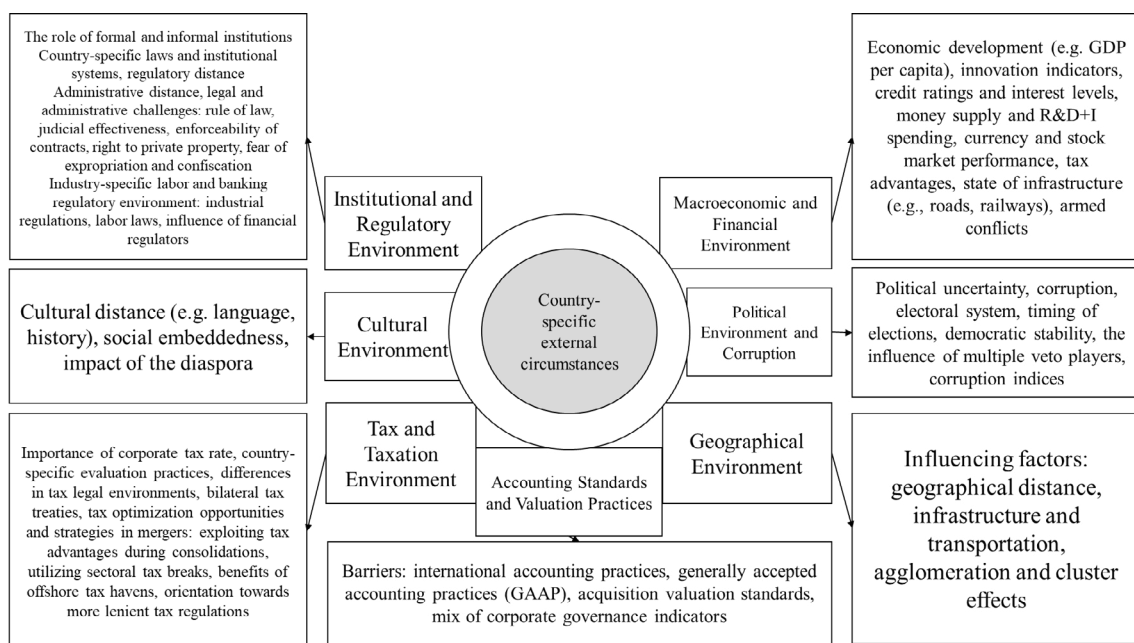 The role of formal and informal institutions
Country-specific laws and institutional
systems, regulatory distance
Administrative distance, legal and
administrative challenges: rule of law,
judicial effectiveness, enforceability of
contracts, right to private property, fear of
expropriation and confiscation
Industry-specific labor and banking
regulatory environment: industrial
regulations, labor laws, influence of financial
regulators
Institutional and
Regulatory
Environment
Cultural distance (e.g. language,
history), social embeddedness,
impact of the diaspora
Cultural
Environment
Importance of corporate tax rate, country-
specific evaluation practices, differences
in tax legal environments, bilateral tax
treaties, tax optimization opportunities
and strategies in mergers: exploiting tax
advantages during consolidations,
utilizing sectoral tax breaks, benefits of
offshore tax havens, orientation towards
more lenient tax regulations
Tax and
Taxation
Environment
Country-
specific
external
circumstances
Accounting Standards
and Valuation Practices
Barriers: international accounting practices, generally accepted
accounting practices (GAAP), acquisition valuation standards,
mix of corporate governance indicators
Macroeconomic and
Financial
Environment
Economic development (e.g. GDP
per capita), innovation indicators,
credit ratings and interest levels,
money supply and R&D+I
spending, currency and stock
market performance, tax
advantages, state of infrastructure
(e.g., roads, railways), armed
conflicts
Political
Environment and
Corruption
Political uncertainty, corruption,
electoral system, timing of
elections, democratic stability, the
influence of multiple veto players,
corruption indices
Geographical
Environment
Influencing factors:
geographical distance,
infrastructure and
transportation,
agglomeration and cluster
effects